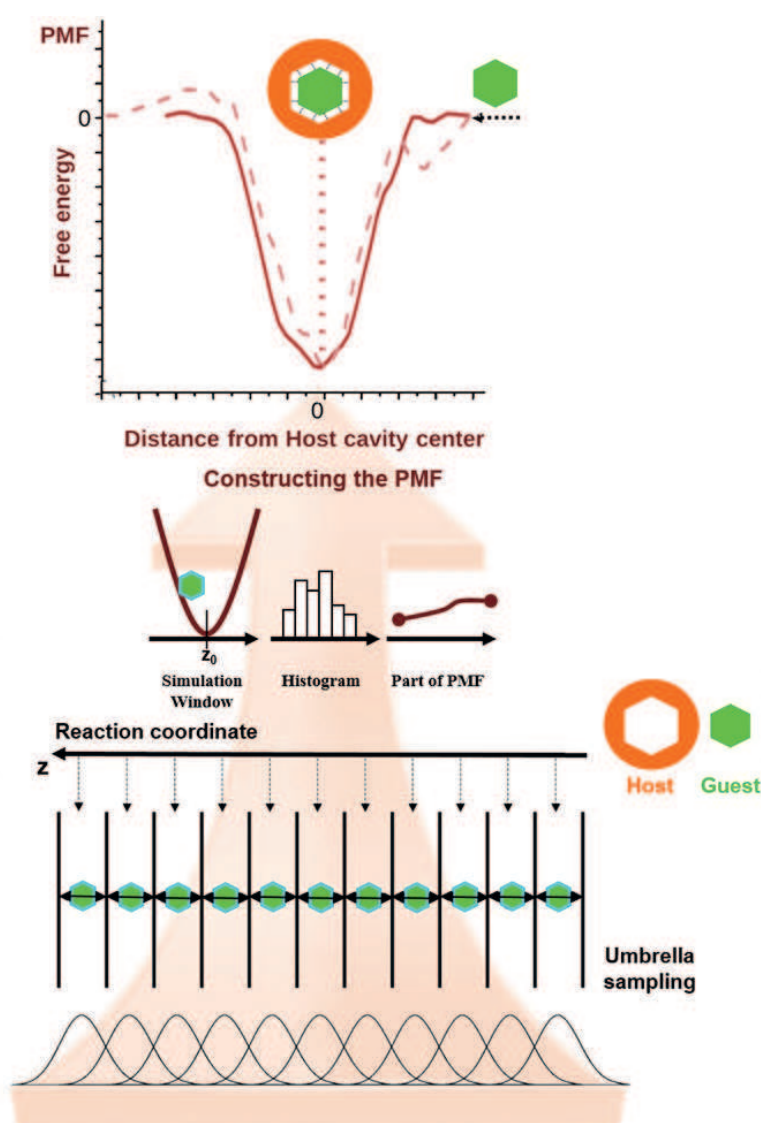 PMF
0
Free energy
0
Distance from Host cavity center
Constructing the PMF
z₀
Simulation
Window
Histogram
Part of PMF
Reaction coordinate
z
Host
Guest
Umbrella
sampling